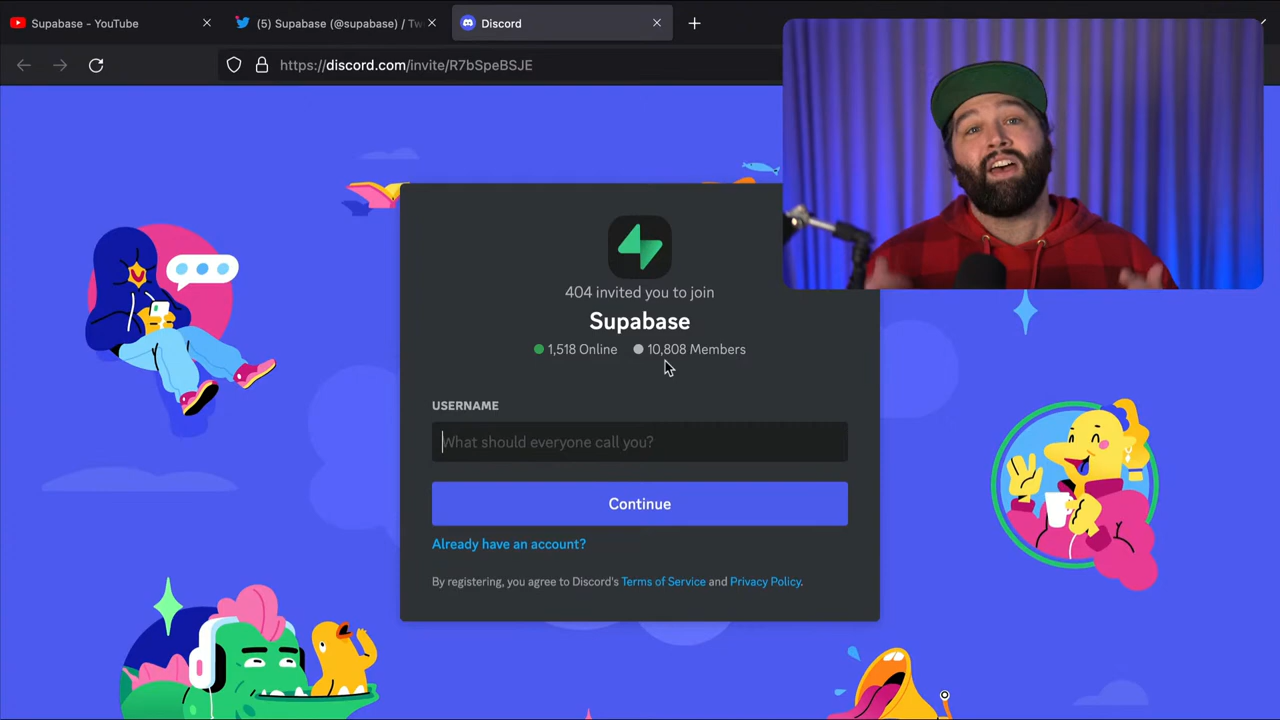 Supabase - YouTube
(5) Supabase (@supabase) / Tw
Discord
https://discord.com/invite/R7bSpeBSJE
404 invited you to join
Supabase
1,518 Online 10,808 Members
USERNAME
What should everyone call you?
Continue
Already have an account?
By registering, you agree to Discord's Terms of Service and Privacy Policy.